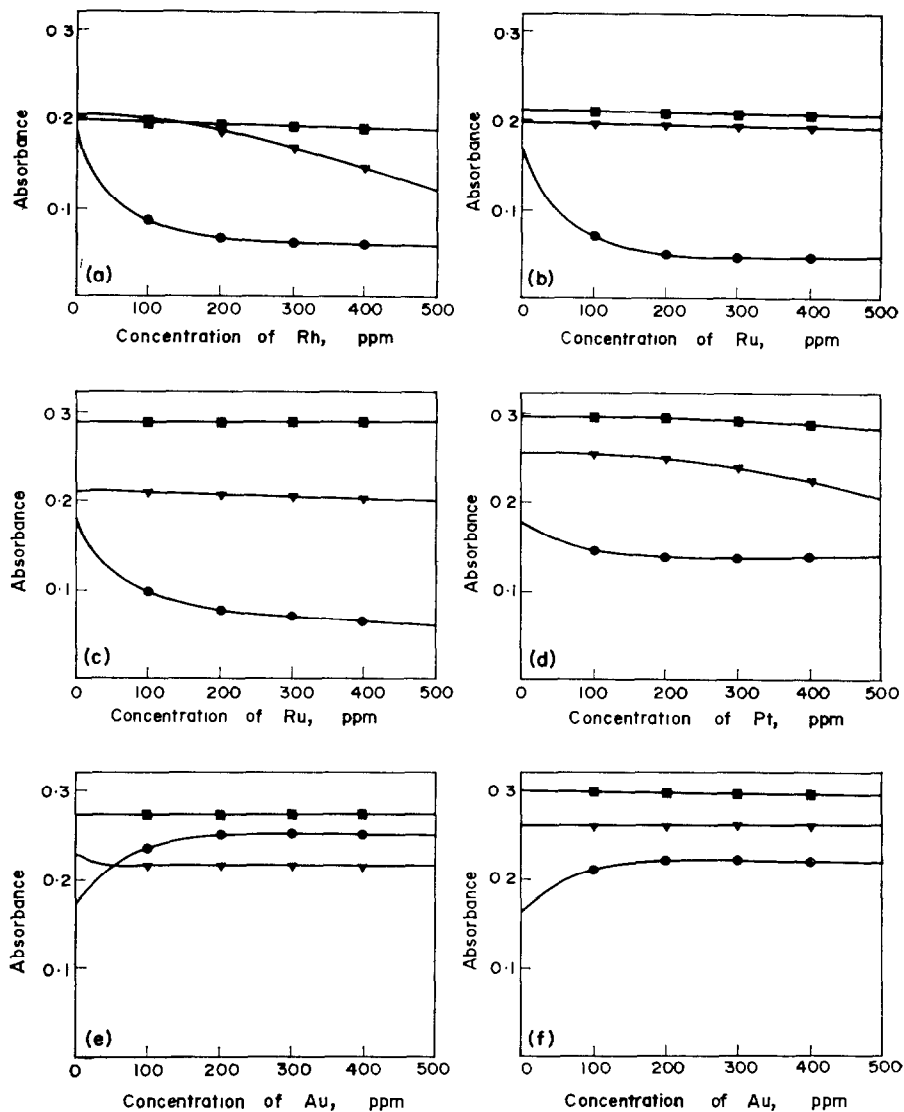 0·3
0·2
0·1
Absorbance
(a)
0 100 200 300 400 500
Concentration of Rh, ppm
0·3
0·2
0·1
Absorbance
(b)
0 100 200 300 400 500
Concentration of Ru, ppm
0·3
0·2
0·1
Absorbance
(c)
0 100 200 300 400 500
Concentration of Ru, ppm
0·3
0·2
0·1
Absorbance
(d)
0 100 200 300 400 500
Concentration of Pt, ppm
0·3
0·2
0·1
Absorbance
(e)
0 100 200 300 400 500
Concentration of Au, ppm
0·3
0·2
0·1
Absorbance
(f)
0 100 200 300 400 500
Concentration of Au, ppm